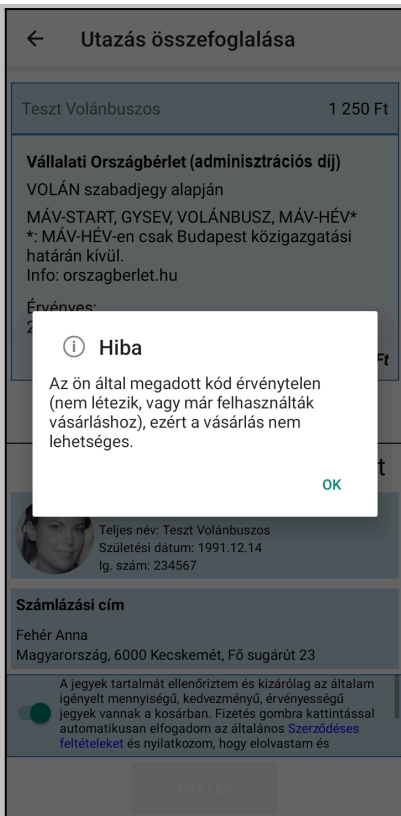 Utazás összefoglalása
Teszt Volánbuszos 1 250 Ft
Vállalati Országbérlet (adminisztrációs díj)
VOLÁN szabadjegy alapján
MÁV-START, GYSEV, VOLÁNBUSZ, MÁV-HÉV*
*: MÁV-HÉV-en csak Budapest közigazgatási
határán kívül.
Info: orszagberlet.hu
Érvényes:
Ft
Hiba
Az ön által megadott kód érvénytelen
(nem létezik, vagy már felhasználták
vásárláshoz), ezért a vásárlás nem
lehetséges.
OK
Teljes név: Teszt Volánbuszos
Születési dátum: 1991.12.14
Ig. szám: 234567
Számlázási cím
Fehér Anna
Magyarország, 6000 Kecskemét, Fő sugárút 23
A jegyek tartalmát ellenőriztem és kizárólag az általam
igényelt mennyiségű, kedvezményű, érvényességű
jegyek vannak a kosárban. Fizetés gombra kattintással
automatikusan elfogadom az általános Szerződéses
feltételeket és nyilatkozom, hogy elolvastam és
FIZETÉS